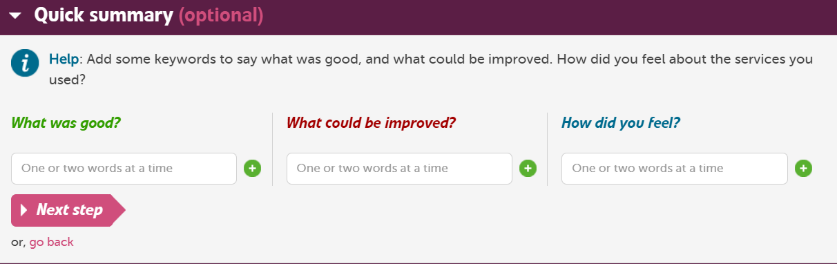 Quick summary (optional)
Help: Add some keywords to say what was good, and what could be improved. How did you feel about the services you
used?
What was good?
What could be improved?
How did you feel?
One or two words at a time
One or two words at a time
One or two words at a time
Next step
or, go back